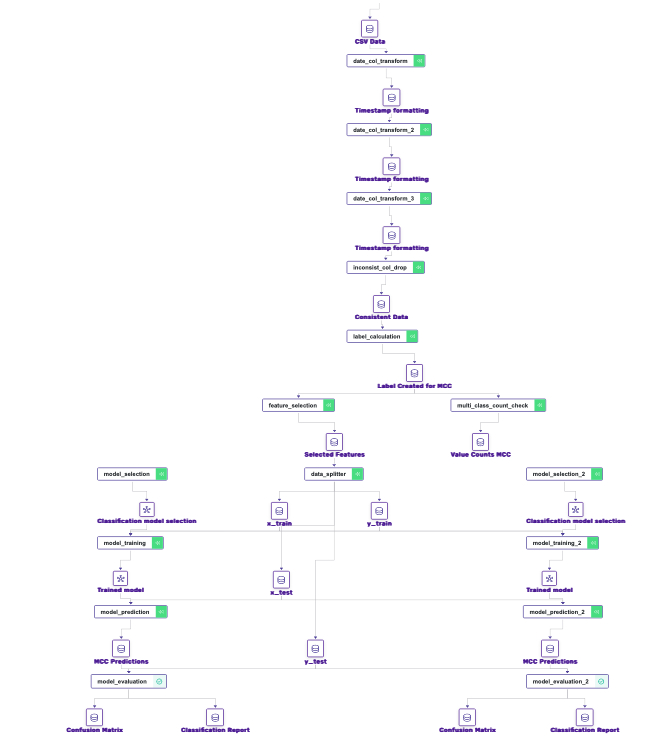 CSV Data
date_col_transform
Timestamp formatting
date_col_transform_2
Timestamp formatting
date_col_transform_3
Timestamp formatting
inconsist_col_drop
Consistent Data
label_calculation
Label Created for MCC
feature_selection
multi_class_count_check
Selected Features
Value Counts MCC
model_selection
data_splitter
model_selection_2
Classification model selection
x_train
y_train
Classification model selection
model_training
model_training_2
Trained model
x_test
Trained model
model_prediction
model_prediction_2
MCC Predictions
y_test
MCC Predictions
model_evaluation
model_evaluation_2
Confusion Matrix
Classification Report
Confusion Matrix
Classification Report